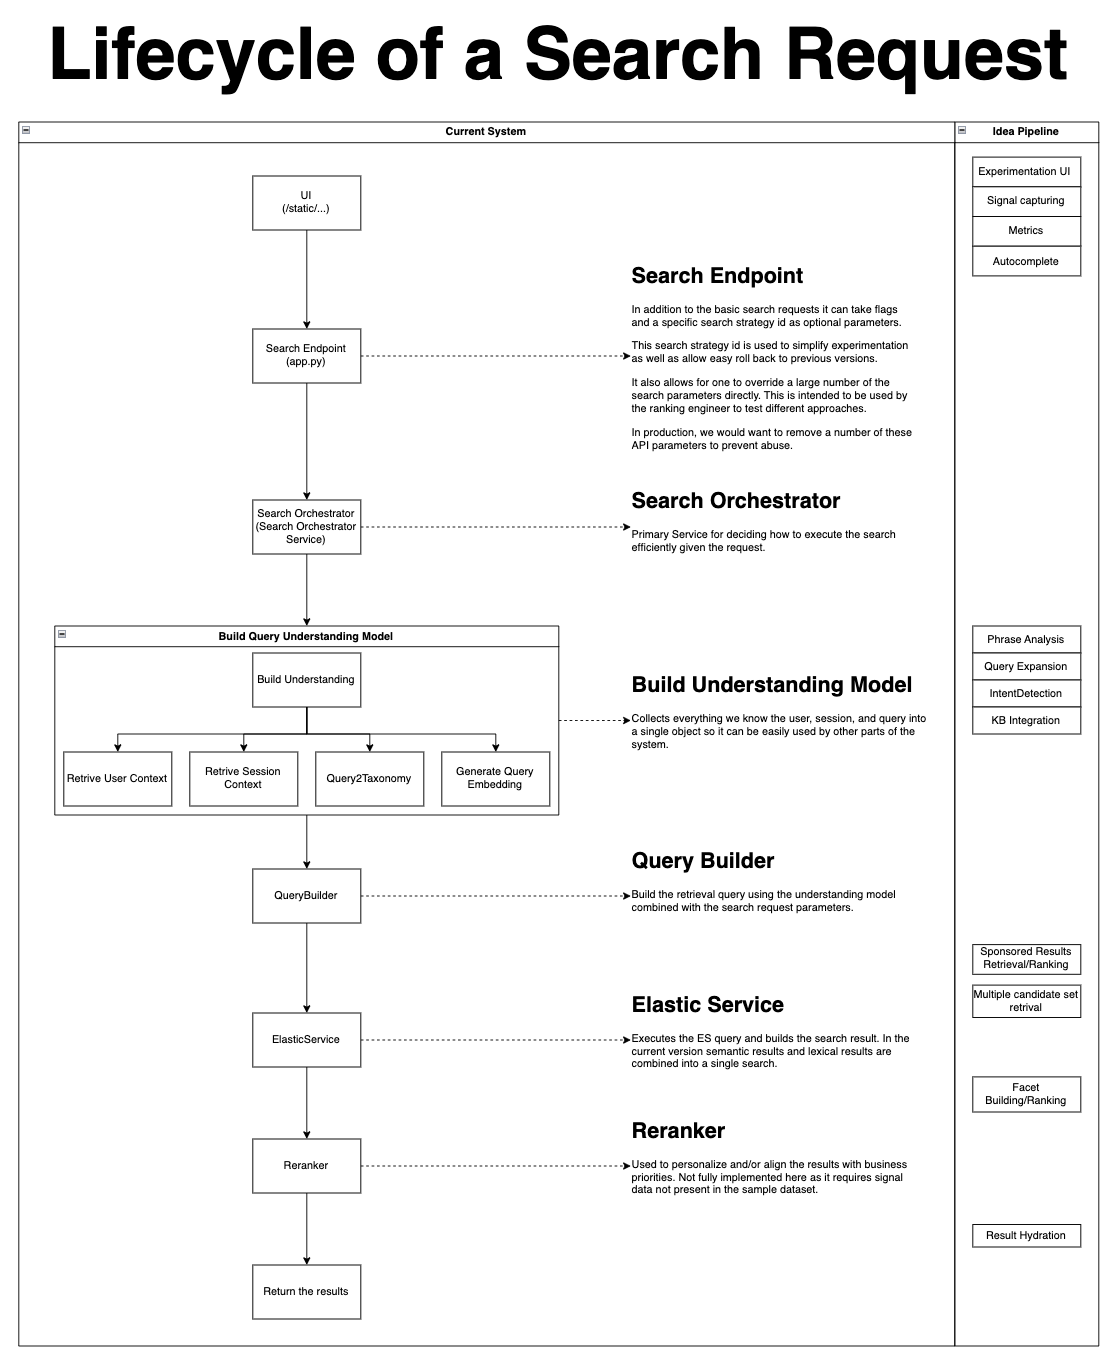 Lifecycle of a Search Request
Current System
UI
(/static/...)
Search Endpoint
(app.py)
Search Endpoint
In addition to the basic search requests it can take flags
and a specific search strategy id as optional parameters.
This search strategy id is used to simplify experimentation
as well as allow easy roll back to previous versions.
It also allows for one to override a large number of the
search parameters directly. This is intended to be used by
the ranking engineer to test different approaches.
In production, we would want to remove a number of these
API parameters to prevent abuse.
Search Orchestrator
(Search Orchestrator
Service)
Search Orchestrator
Primary Service for deciding how to execute the search
efficiently given the request.
Build Query Understanding Model
Build Understanding
Retrive User Context
Retrive Session
Context
Query2Taxonomy
Generate Query
Embedding
Build Understanding Model
Collects everything we know the user, session, and query into
a single object so it can be easily used by other parts of the
system.
QueryBuilder
Query Builder
Build the retrieval query using the understanding model
combined with the search request parameters.
ElasticService
Elastic Service
Executes the ES query and builds the search result. In the
current version semantic results and lexical results are
combined into a single search.
Reranker
Reranker
Used to personalize and/or align the results with business
priorities. Not fully implemented here as it requires signal
data not present in the sample dataset.
Return the results
Idea Pipeline
Experimentation UI
Signal capturing
Metrics
Autocomplete
Phrase Analysis
Query Expansion
IntentDetection
KB Integration
Sponsored Results
Retrieval/Ranking
Multiple candidate set
retrival
Facet
Building/Ranking
Result Hydration